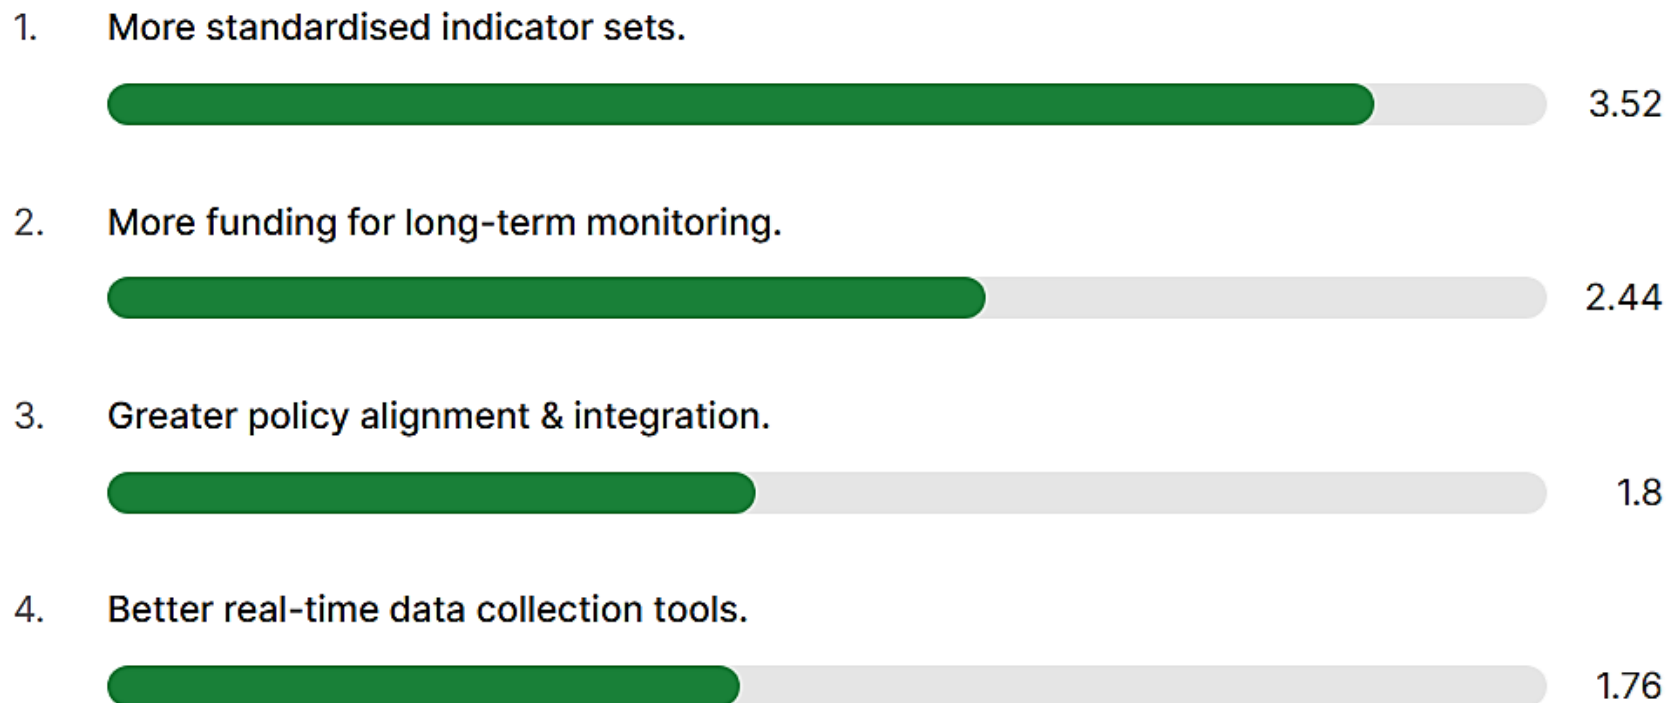 1. More standardised indicator sets.
3.52
2. More funding for long-term monitoring.
2.44
3. Greater policy alignment & integration.
1.8
4. Better real-time data collection tools.
1.76